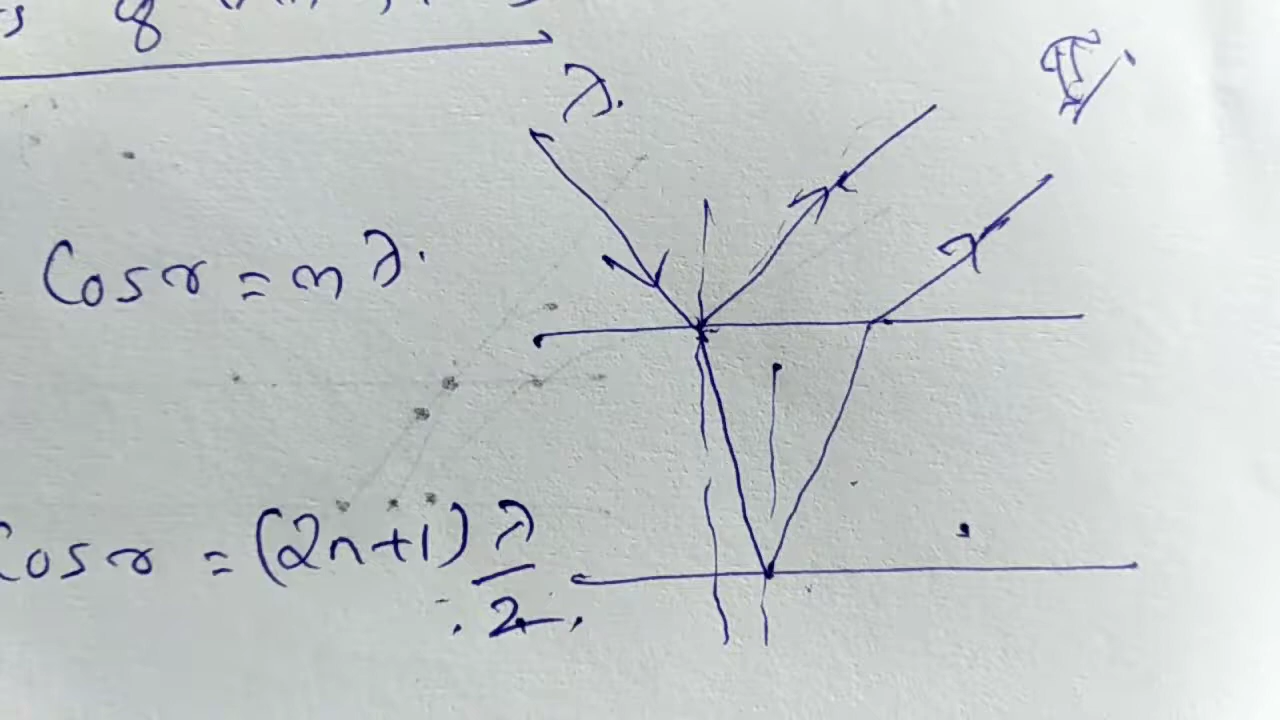 λ.
Cos r = nλ.
Cos r = (2n+1) λ/2.